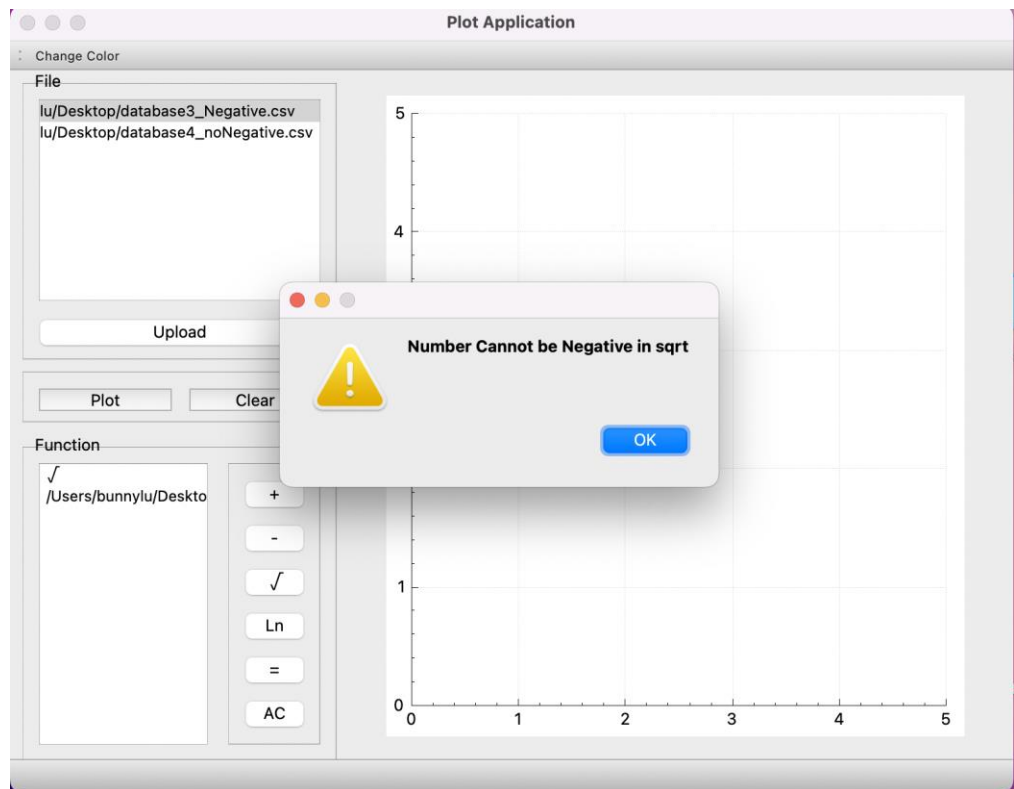 Plot Application
Change Color
File
lu/Desktop/database3_Negative.csv
lu/Desktop/database4_noNegative.csv
Upload
Plot
Clear
Function
√
/Users/bunnylu/Deskto
+
-
√
Ln
=
AC
Number Cannot be Negative in sqrt
OK
5
4
1
0
0 1 2 3 4 5